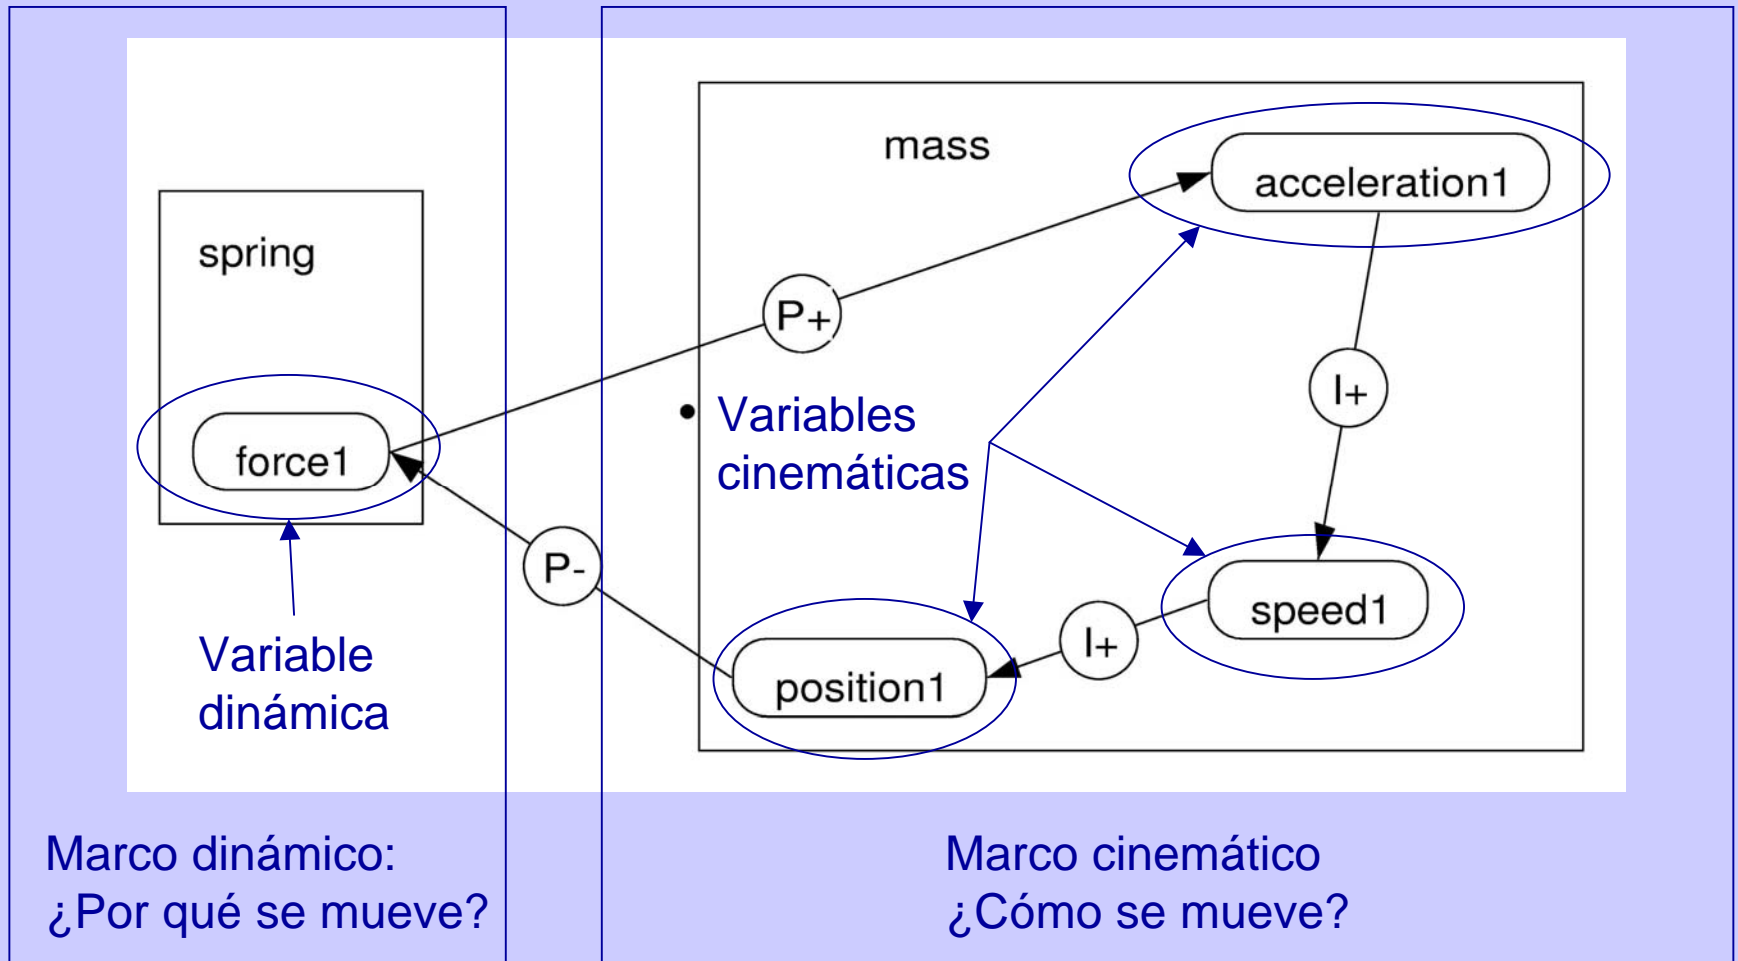 mass
acceleration1
spring
P+
I+
• Variables
cinemáticas
force1
P-
speed1
I+
position1
Variable
dinámica
Marco dinámico:
¿Por qué se mueve?
Marco cinemático
¿Cómo se mueve?